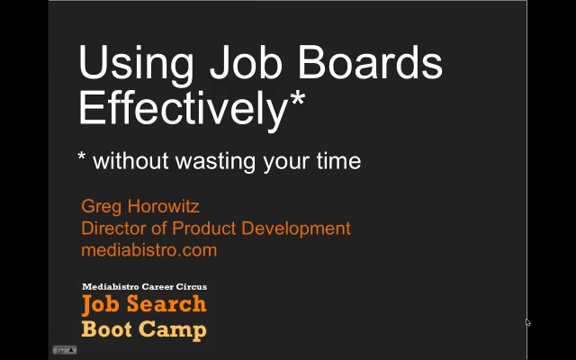 Using Job Boards
Effectively*
* without wasting your time
Greg Horowitz
Director of Product Development
mediabistro.com
Mediabistro Career Circus
Job Search
Boot Camp